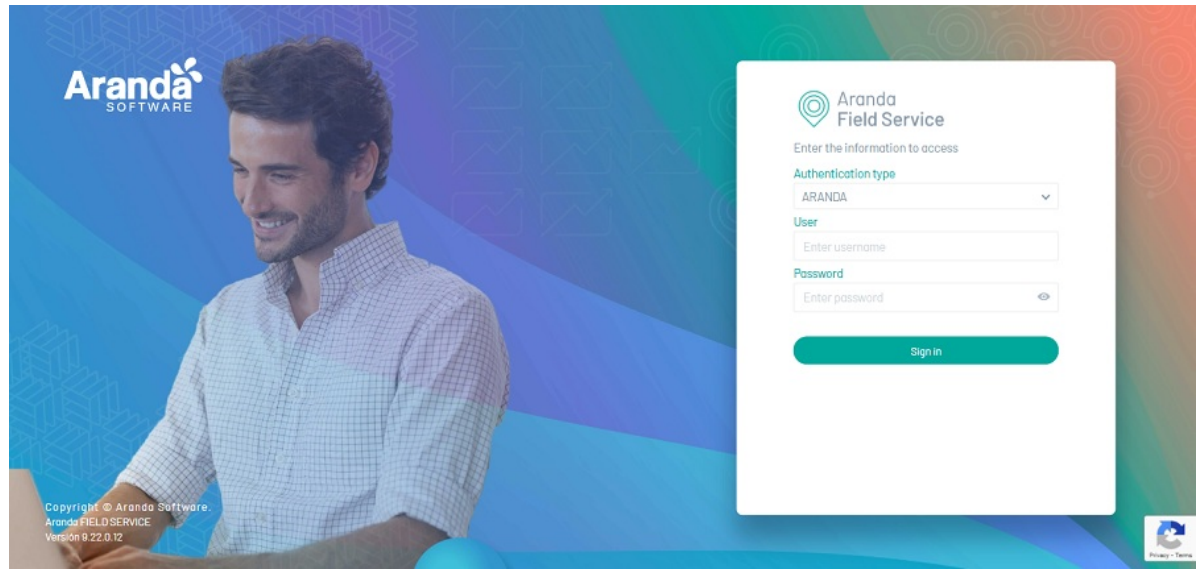 Aranda
SOFTWARE
Aranda
Field Service
Enter the information to access
Authentication type
ARANDA
User
Enter username
Password
Enter password
Sign in
Copyright © Aranda Software.
Aranda FIELD SERVICE
Versión 9.22.0.12
Privacy - Terms